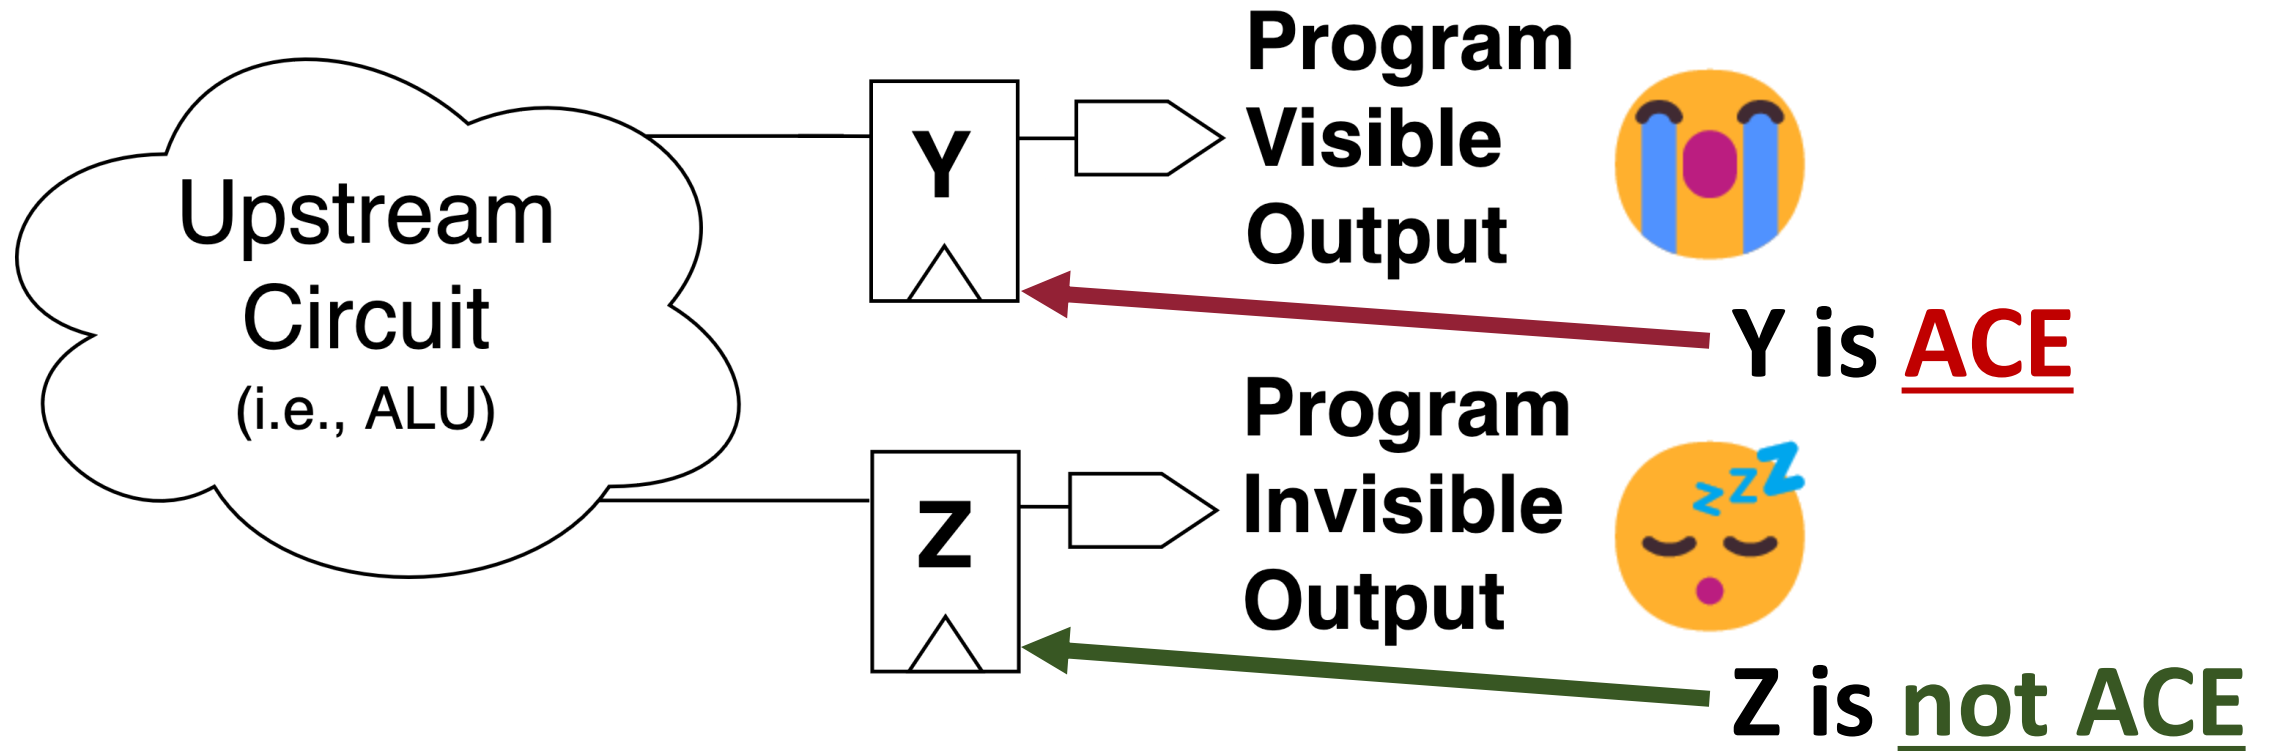 Upstream
Circuit
(i.e., ALU)
Y
Program
Visible
Output
Y is ACE
Z
Program
Invisible
Output
z z Z
Z is not ACE